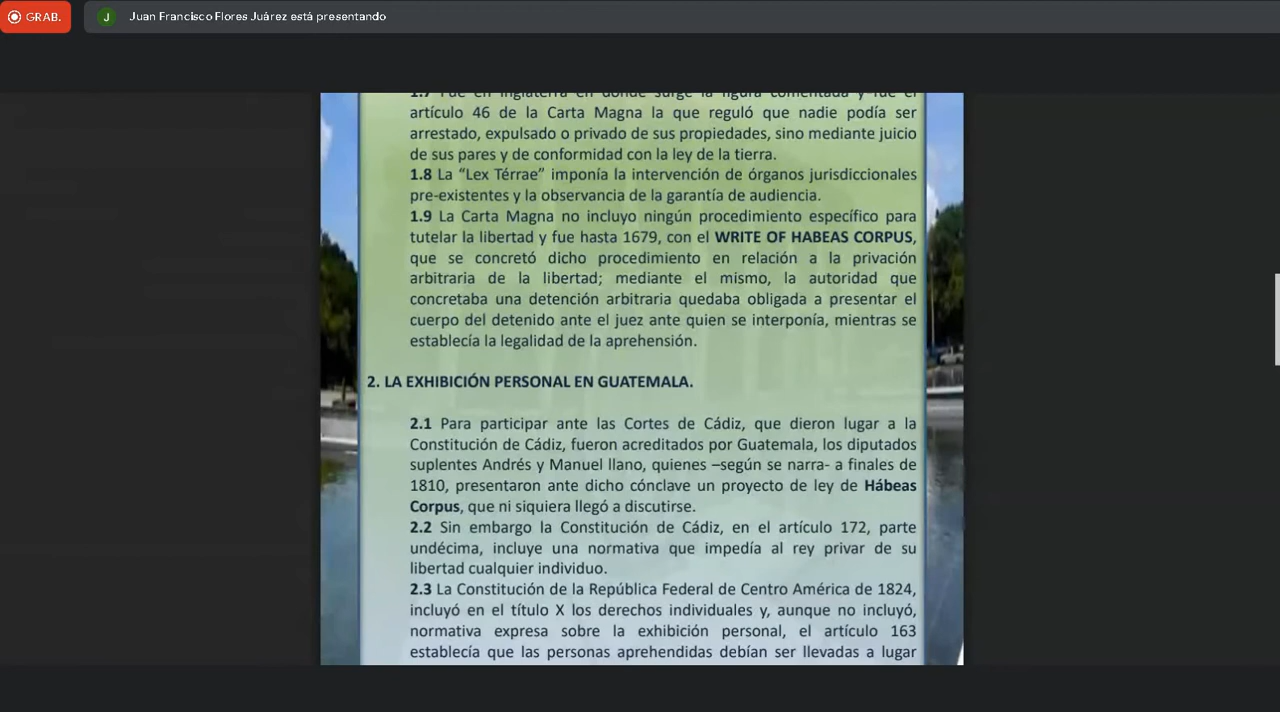 GRAB.
J Juan Francisco Flores Juárez está presentando
1.7 Fue en Inglaterra en donde surge la figura comentada y fue el
artículo 46 de la Carta Magna la que reguló que nadie podía ser
arrestado, expulsado o privado de sus propiedades, sino mediante juicio
de sus pares y de conformidad con la ley de la tierra.
1.8 La “Lex Térrae” imponía la intervención de órganos jurisdiccionales
pre-existentes y la observancia de la garantía de audiencia.
1.9 La Carta Magna no incluyo ningún procedimiento específico para
tutelar la libertad y fue hasta 1679, con el WRITE OF HABEAS CORPUS,
que se concretó dicho procedimiento en relación a la privación
arbitraria de la libertad; mediante el mismo, la autoridad que
concretaba una detención arbitraria quedaba obligada a presentar el
cuerpo del detenido ante el juez ante quien se interponía, mientras se
establecía la legalidad de la aprehensión.
2. LA EXHIBICIÓN PERSONAL EN GUATEMALA.
2.1 Para participar ante las Cortes de Cádiz, que dieron lugar a la
Constitución de Cádiz, fueron acreditados por Guatemala, los diputados
suplentes Andrés y Manuel llano, quienes –según se narra- a finales de
1810, presentaron ante dicho cónclave un proyecto de ley de Hábeas
Corpus, que ni siquiera llegó a discutirse.
2.2 Sin embargo la Constitución de Cádiz, en el artículo 172, parte
undécima, incluye una normativa que impedía al rey privar de su
libertad cualquier individuo.
2.3 La Constitución de la República Federal de Centro América de 1824,
incluyó en el título X los derechos individuales y, aunque no incluyó,
normativa expresa sobre la exhibición personal, el artículo 163
establecía que las personas aprehendidas debían ser llevadas a lugar